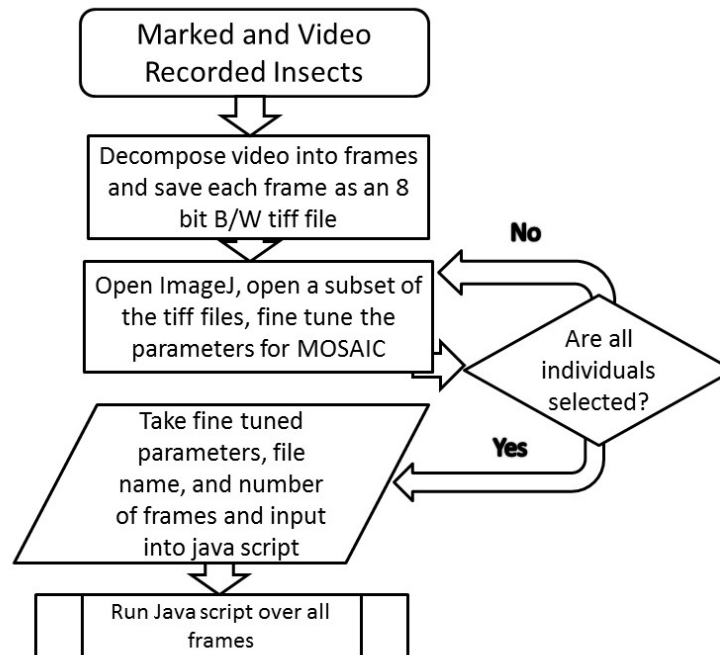 Marked and Video
Recorded Insects
Decompose video into frames
and save each frame as an 8
bit B/W tiff file
No
Open ImageJ, open a subset of
the tiff files, fine tune the
parameters for MOSAIC
Are all
individuals
selected?
Yes
Take fine tuned
parameters, file
name, and number
of frames and input
into java script
Run Java script over all
frames